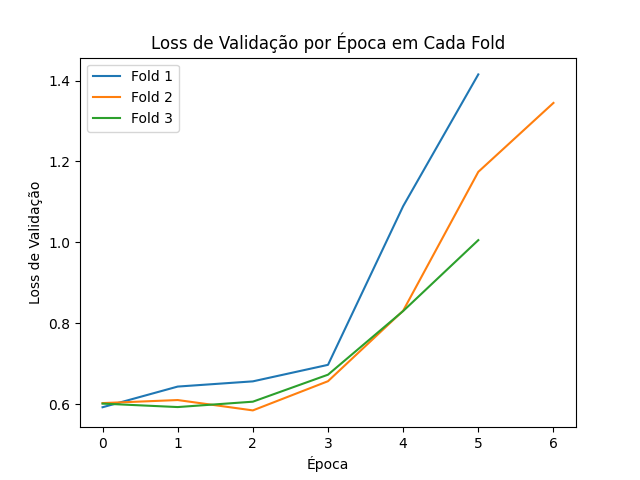 Loss de Validação por Época em Cada Fold
Fold 1
Fold 2
Fold 3
Loss de Validação
1.4
1.2
1.0
0.8
0.6
0 1 2 3 4 5 6
Época